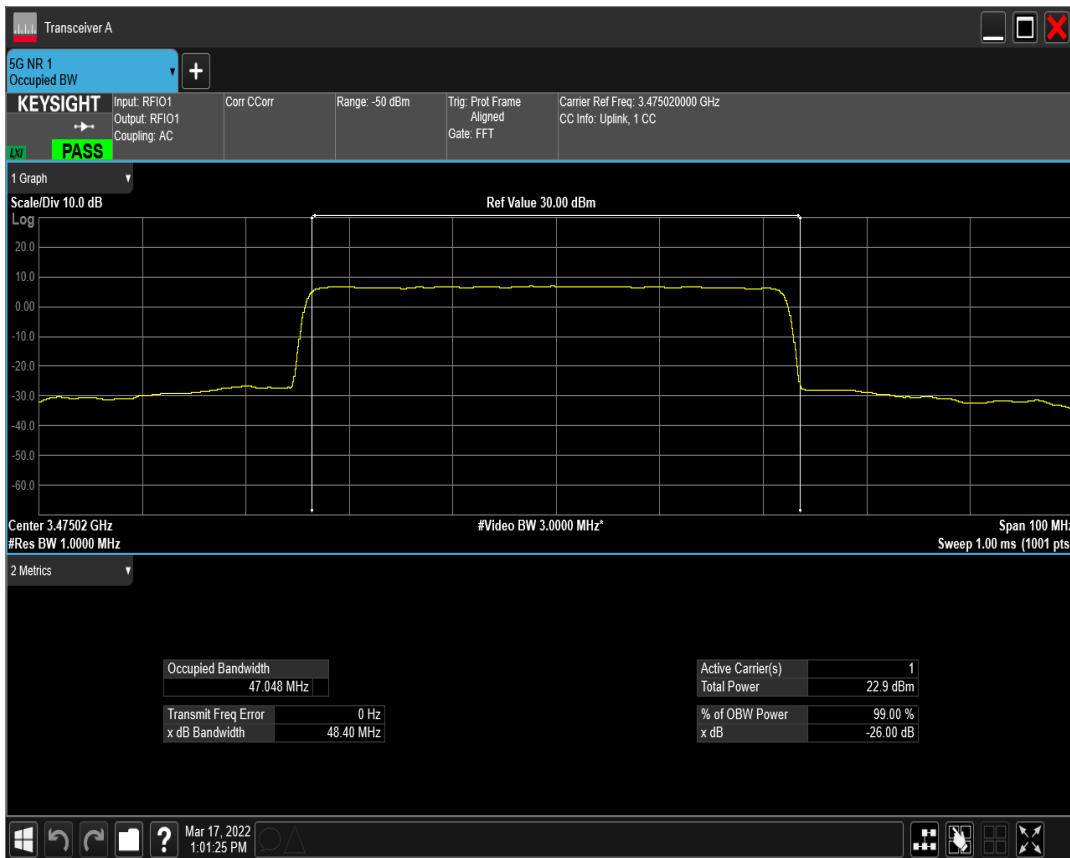 Transceiver A
5G NR 1
Occupied BW
+
KEYSIGHT
LXI
PASS
Input: RFIO1
Output: RFIO1
Coupling: AC
Corr CCorr
Range: -50 dBm
Trig: Prot Frame
Aligned
Gate: FFT
Carrier Ref Freq: 3.475020000 GHz
CC Info: Uplink, 1 CC
1 Graph
Scale/Div 10.0 dB
Ref Value 30.00 dBm
Log
20.0
10.0
0.00
-10.0
-20.0
-30.0
-40.0
-50.0
-60.0
Center 3.47502 GHz
#Video BW 3.0000 MHz*
Span 100 MHz
#Res BW 1.0000 MHz
Sweep 1.00 ms (1001 pts
2 Metrics
Occupied Bandwidth
47.048 MHz
Transmit Freq Error 0 Hz
x dB Bandwidth 48.40 MHz
Active Carrier(s) 1
Total Power 22.9 dBm
% of OBW Power 99.00 %
x dB -26.00 dB
?
Mar 17, 2022
1:01:25 PM